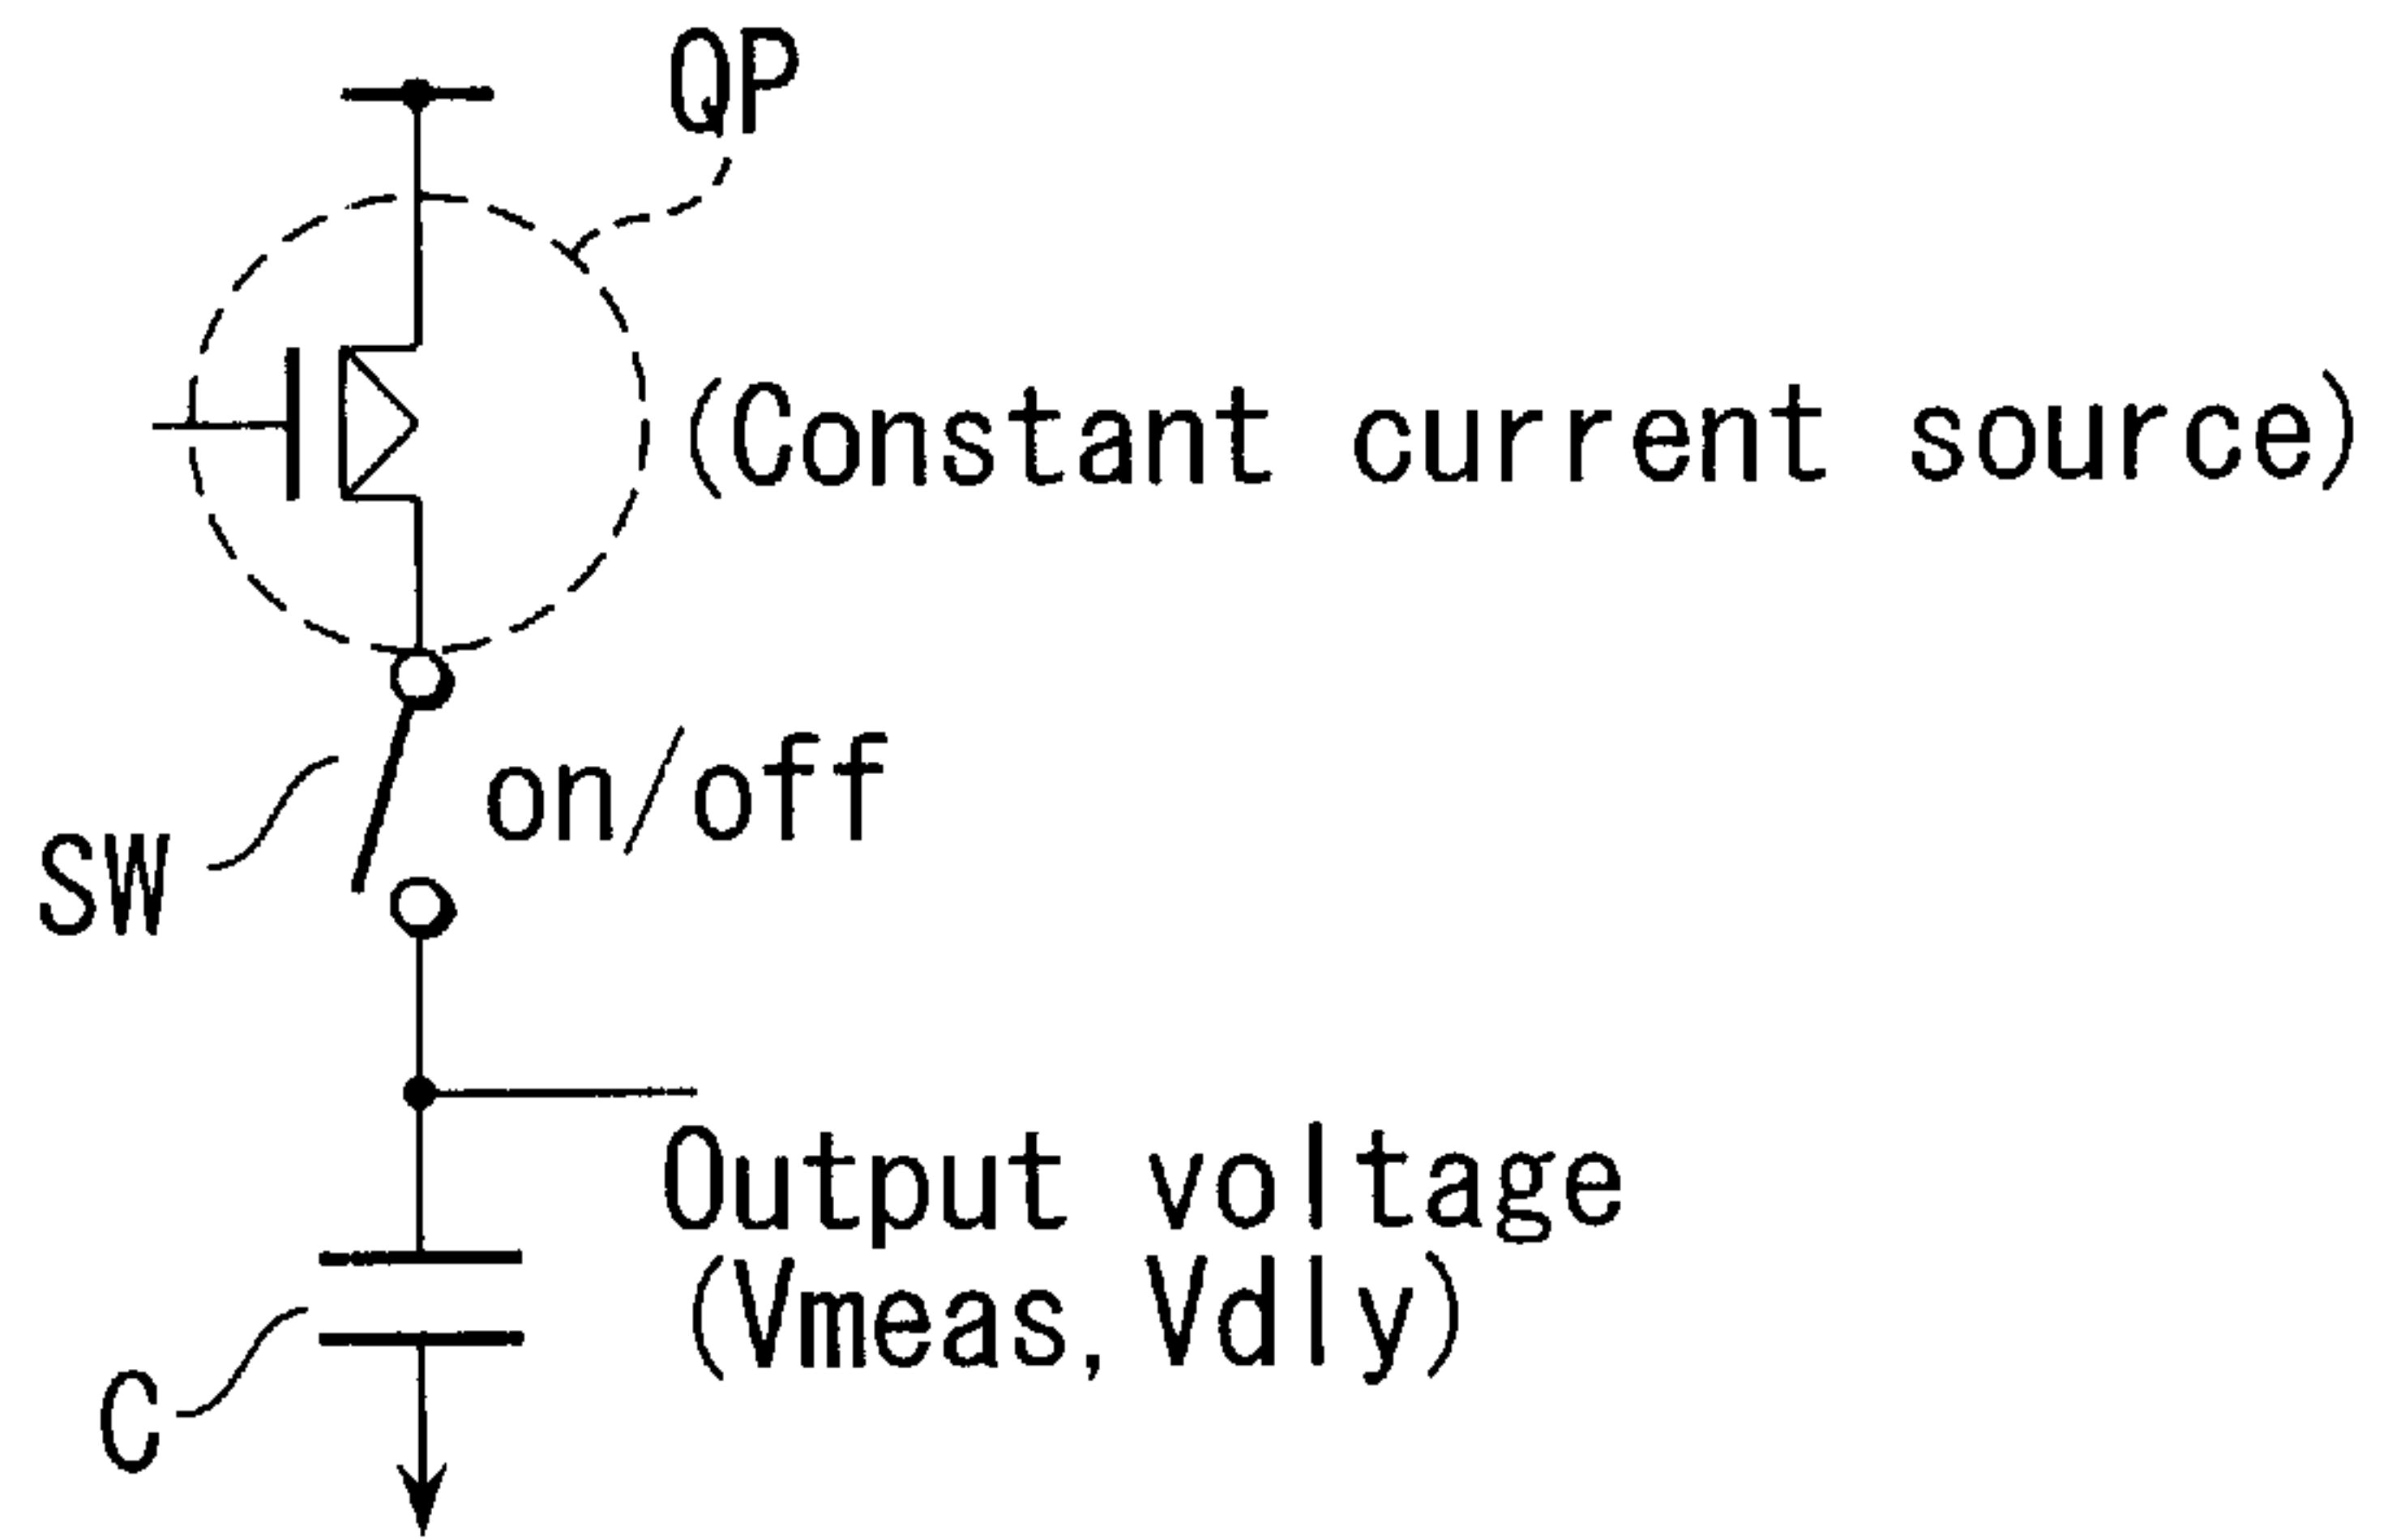 QP
(Constant current source)
on/off
SW
Output voltage
(Vmeas,Vdly)
C